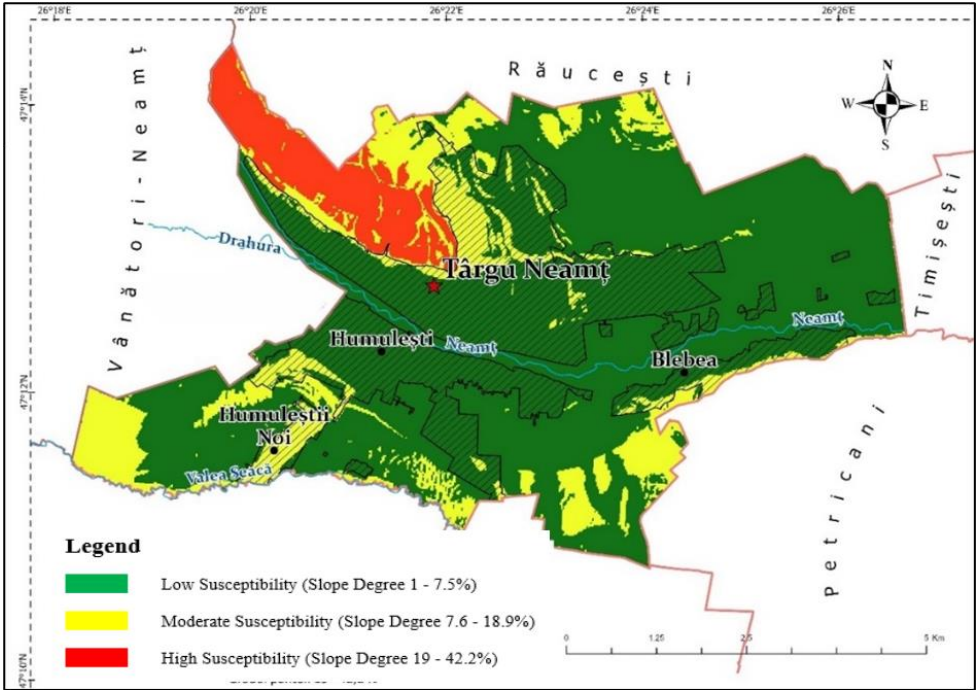 26°18'E 26°20'E 26°22'E 26°24'E 26°26'E
Răucești
N
W E
S
47°14'N
Vânători-Neamț
Timișești
Drahura
Târgu Neamț
Humulești
Neamț
Neamț
Blebea
47°12'N
Humuleștii
Noi
Valea Seacă
Petricani
Legend
Low Susceptibility (Slope Degree 1 - 7.5%)
Moderate Susceptibility (Slope Degree 7.6 - 18.9%)
High Susceptibility (Slope Degree 19 - 42.2%)
0 1.25 2.5 5 Km
47°10'N